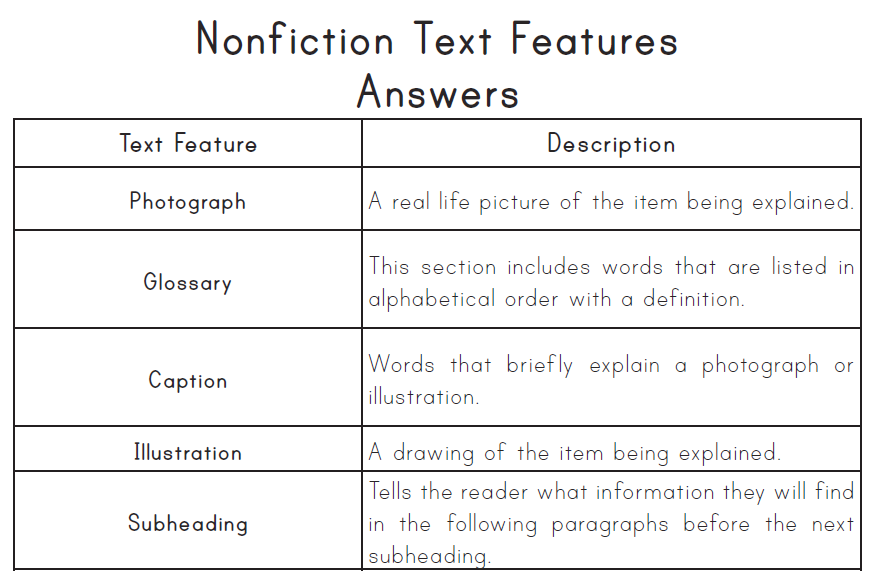 Nonfiction Text Features
Answers
Text Feature
Description
Photograph
A real life picture of the item being explained.
Glossary
This section includes words that are listed in
alphabetical order with a definition.
Caption
Words that briefly explain a photograph or
illustration.
Illustration
A drawing of the item being explained.
Subheading
Tells the reader what information they will find
in the following paragraphs before the next
subheading.